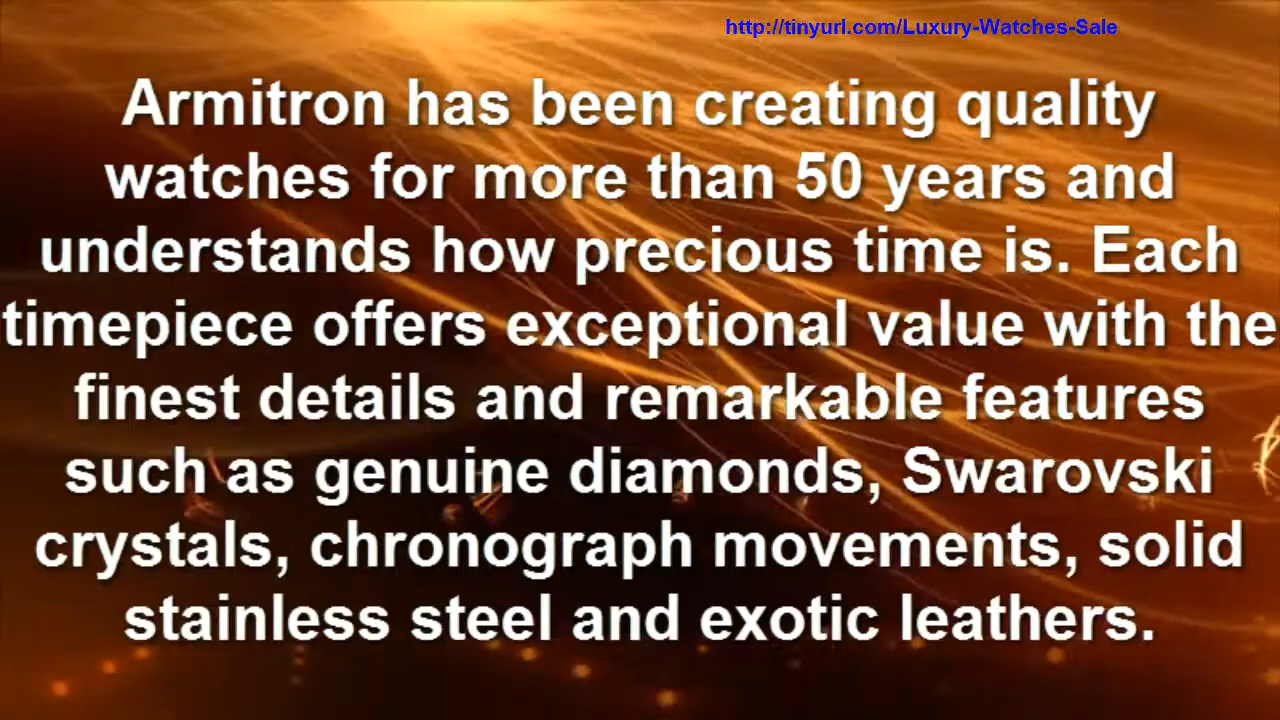 http://tinyurl.com/Luxury-Watches-Sale
Armitron has been creating quality
watches for more than 50 years and
understands how precious time is. Each
timepiece offers exceptional value with the
finest details and remarkable features
such as genuine diamonds, Swarovski
crystals, chronograph movements, solid
stainless steel and exotic leathers.